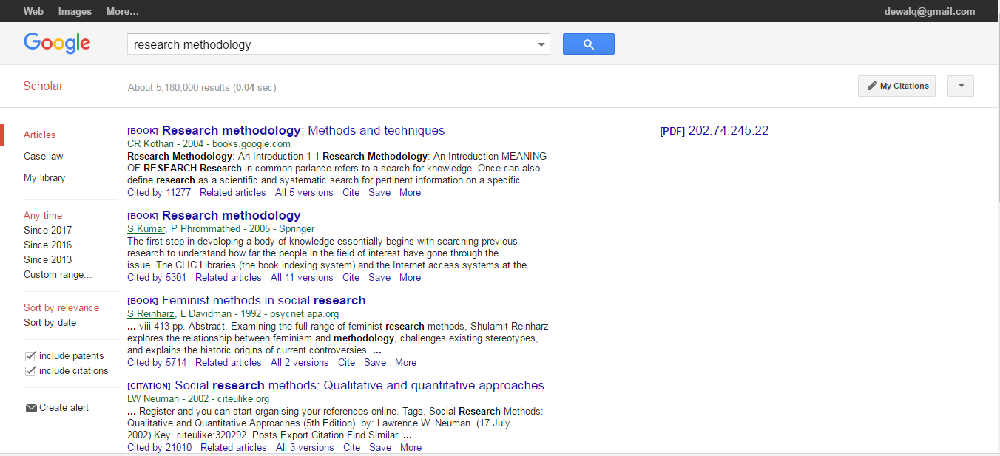 Web Images More... dewalq@gmail.com
Google research methodology
Scholar About 5,180,000 results (0.04 sec) My Citations
Articles
Case law
My library
Any time
Since 2017
Since 2016
Since 2013
Custom range...
Sort by relevance
Sort by date
include patents
include citations
Create alert
[BOOK] Research methodology: Methods and techniques
CR Kothari - 2004 - books.google.com
Research Methodology: An Introduction 1 1 Research Methodology: An Introduction MEANING
OF RESEARCH Research in common parlance refers to a search for knowledge. Once can also
define research as a scientific and systematic search for pertinent information on a specific
Cited by 11277 Related articles All 5 versions Cite Save More
[PDF] 202.74.245.22
[BOOK] Research methodology
S Kumar, P Phrommathed - 2005 - Springer
The first step in developing a body of knowledge essentially begins with searching previous
research to understand how far the people in the field of interest have gone through the
issue. The CLIC Libraries (the book indexing system) and the Internet access systems at the
Cited by 5301 Related articles All 11 versions Cite Save More
[BOOK] Feminist methods in social research.
S Reinharz, L Davidman - 1992 - psycnet.apa.org
... viii 413 pp. Abstract. Examining the full range of feminist research methods, Shulamit Reinharz
explores the relationship between feminism and methodology, challenges existing stereotypes,
and explains the historic origins of current controversies. ...
Cited by 5714 Related articles All 2 versions Cite Save More
[CITATION] Social research methods: Qualitative and quantitative approaches
LW Neuman - 2002 - citeulike.org
... Register and you can start organising your references online. Tags. Social Research Methods:
Qualitative and Quantitative Approaches (5th Edition). by: Lawrence W. Neuman. (17 July
2002) Key: citeulike:320292. Posts Export Citation Find Similar. ...
Cited by 21010 Related articles All 3 versions Cite Save More